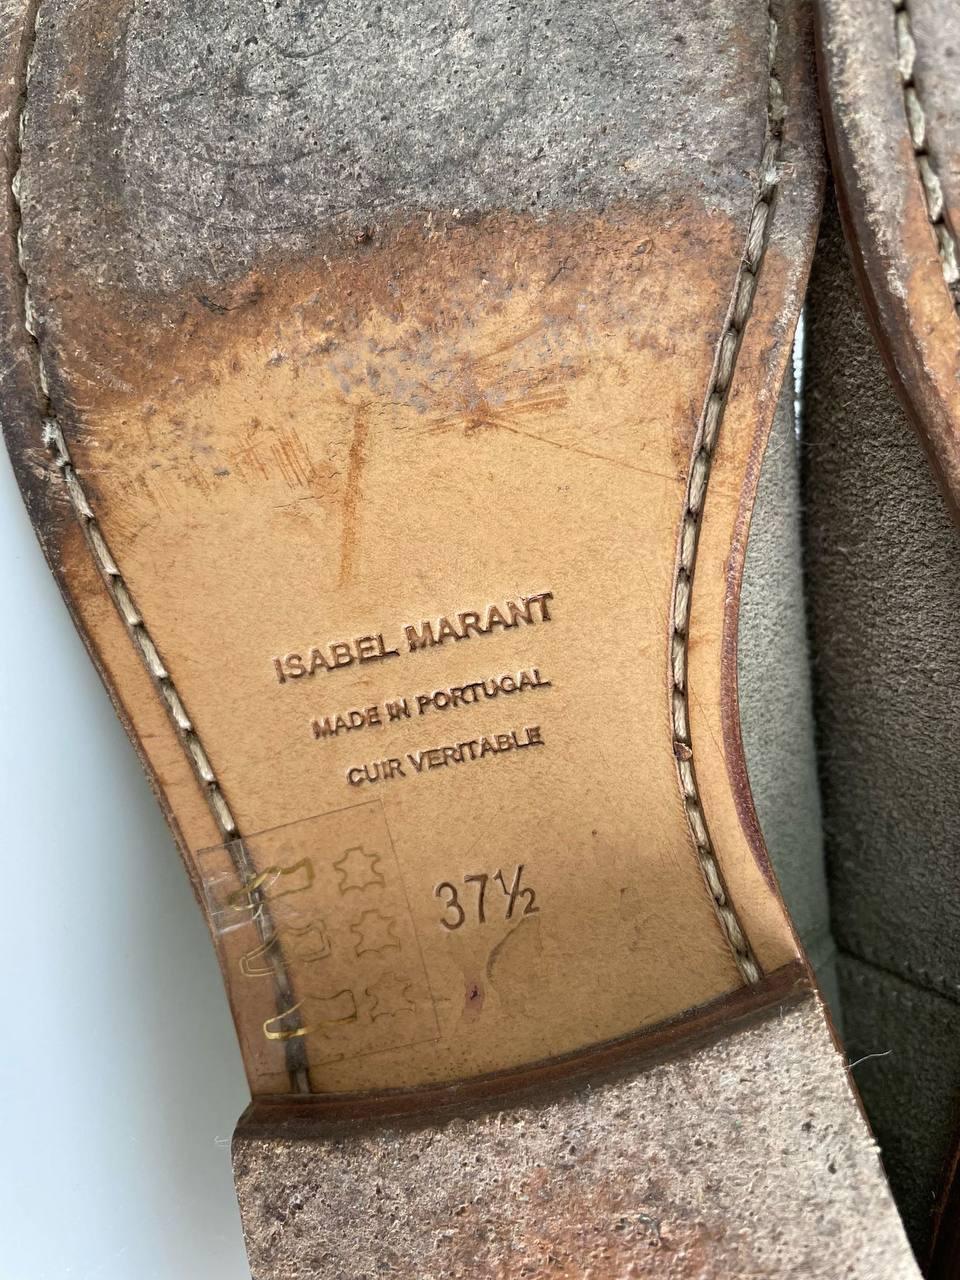 ISABEL MARANT
MADE IN PORTUGAL
CUIR VERITABLE
37½